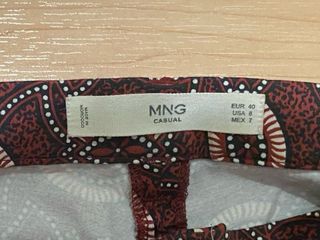 MADE IN
MOROCCO
MNG
CASUAL
EUR 40
USA 8
MEX 7